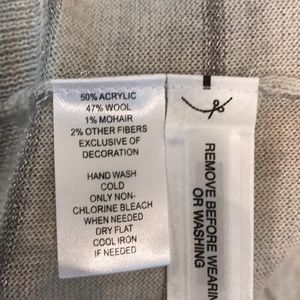 50% ACRYLIC
47% WOOL
1% MOHAIR
2% OTHER FIBERS
EXCLUSIVE OF
DECORATION
HAND WASH
COLD
ONLY NON-
CHLORINE BLEACH
WHEN NEEDED
DRY FLAT
COOL IRON
IF NEEDED
REMOVE BEFORE WEARING
OR WASHING